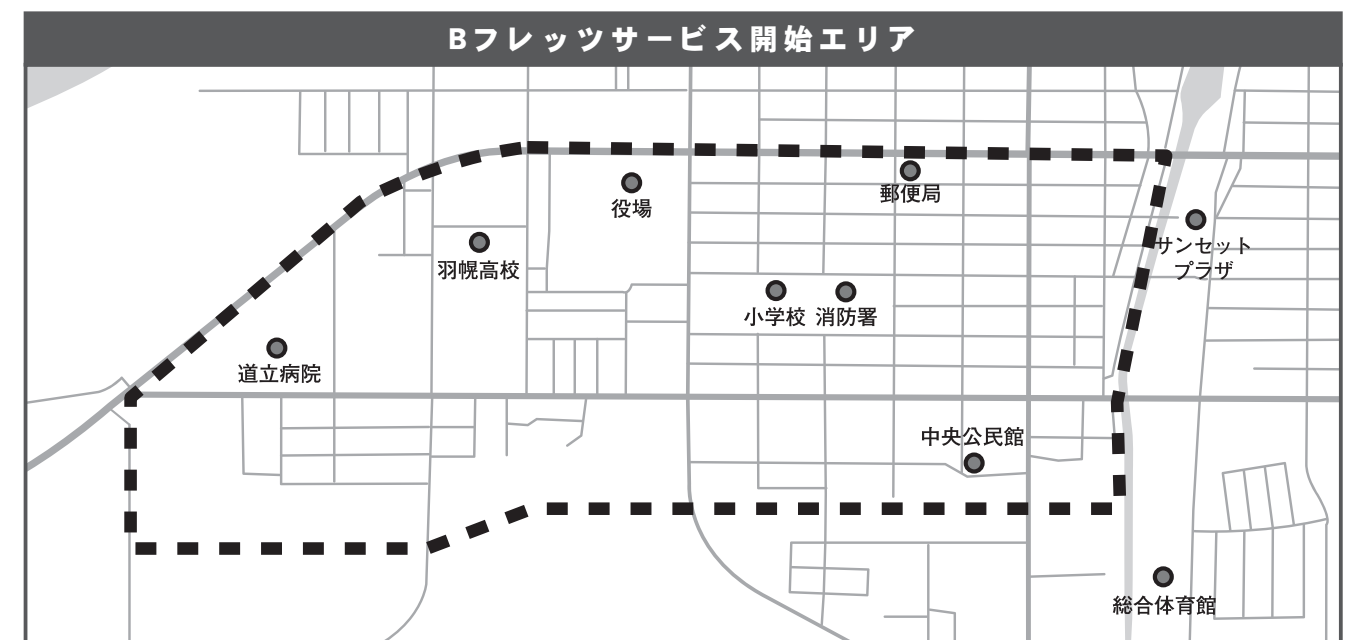 Bフレッツサービス開始エリア
郵便局
役場
サンセット
プラザ
羽幌高校
小学校
消防署
道立病院
中央公民館
総合体育館